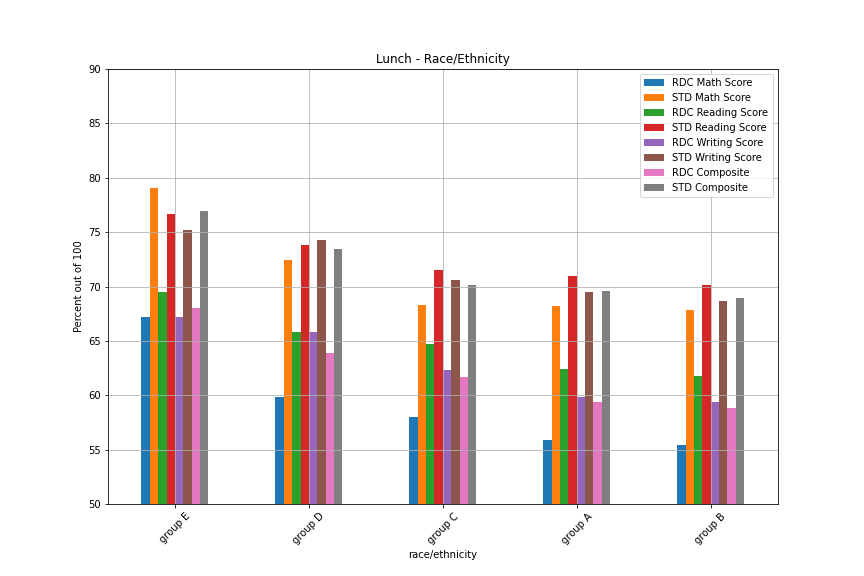 Lunch - Race/Ethnicity
90
85
80
75
70
65
60
55
50
Percent out of 100
RDC Math Score
STD Math Score
RDC Reading Score
STD Reading Score
RDC Writing Score
STD Writing Score
RDC Composite
STD Composite
group E
group D
group C
group A
group B
race/ethnicity